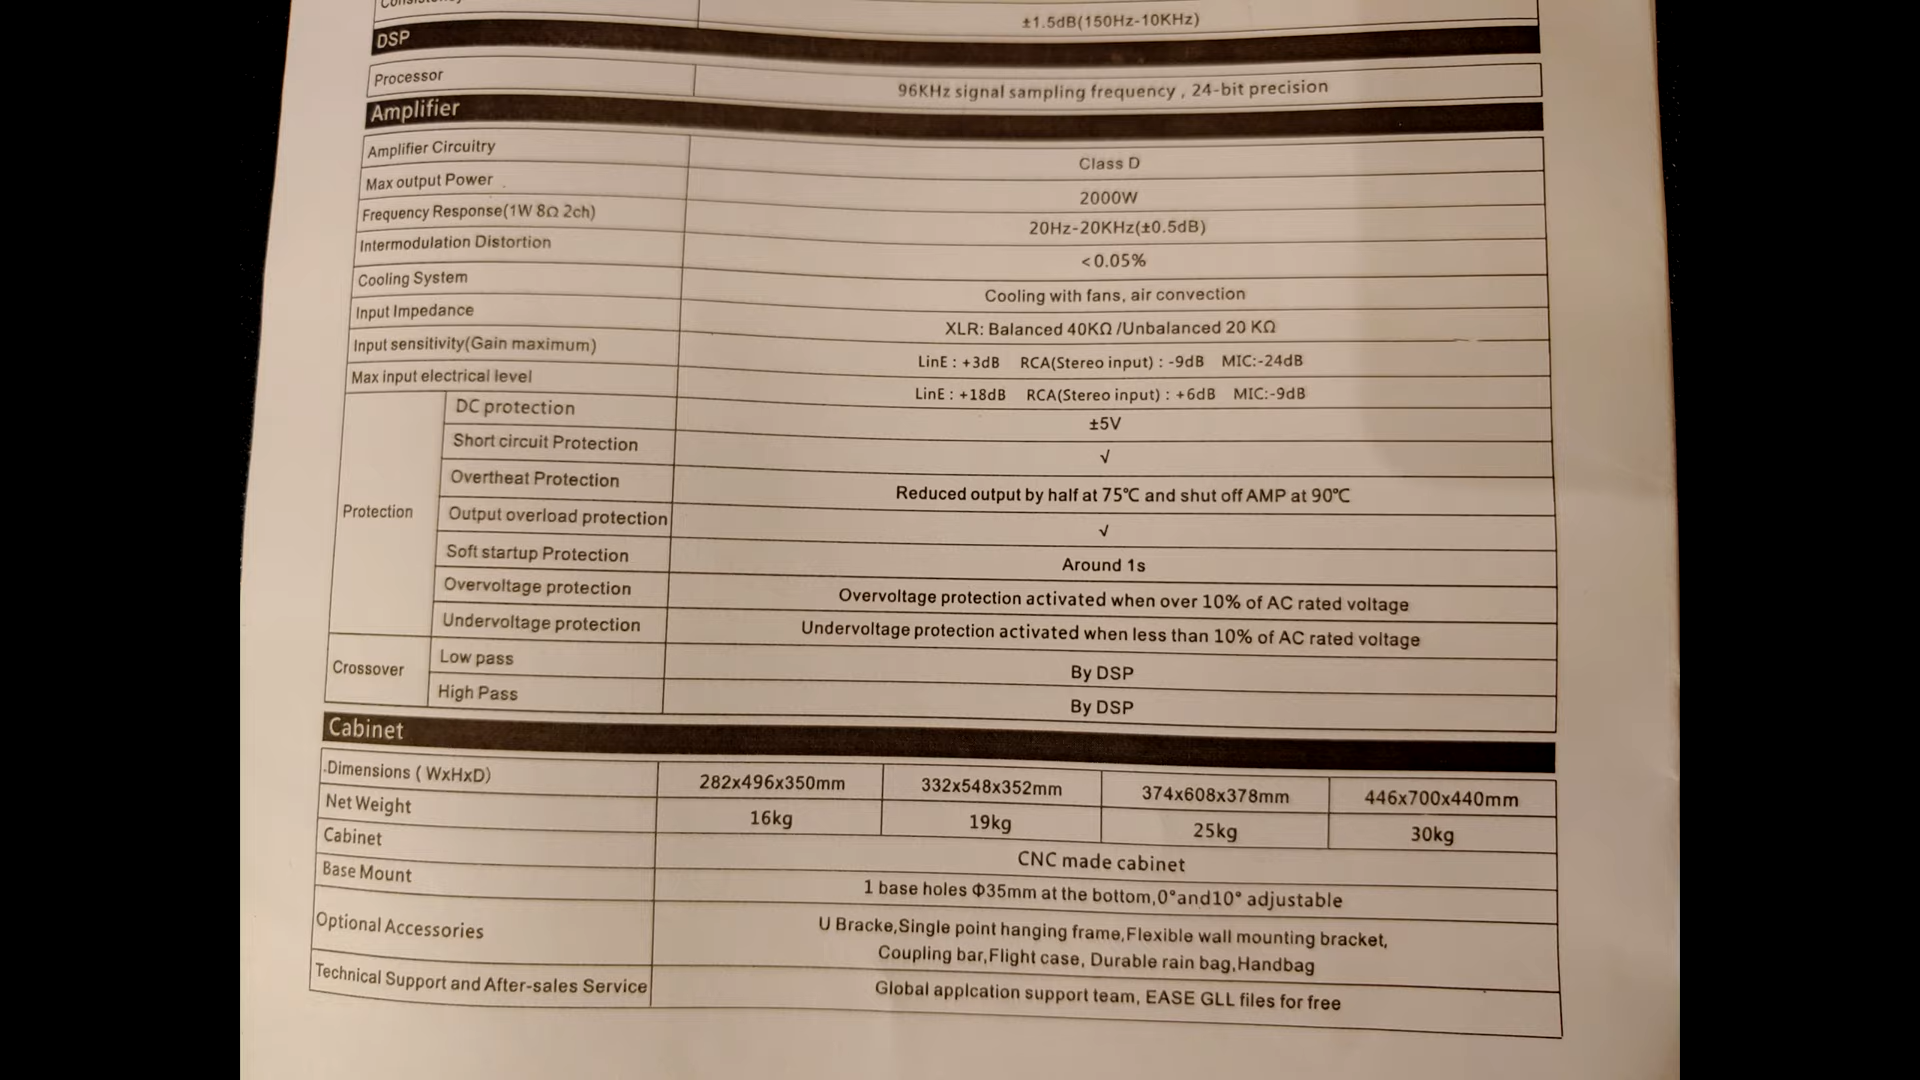 Consistency
±1.5dB(150Hz-10KHz)
DSP
Processor 96KHz signal sampling frequency , 24-bit precision
Amplifier
Amplifier Circuitry Class D
Max output Power 2000W
Frequency Response(1W 8Ω 2ch) 20Hz-20KHz(±0.5dB)
Intermodulation Distortion <0.05%
Cooling System Cooling with fans, air convection
Input Impedance XLR: Balanced 40KΩ /Unbalanced 20 KΩ
Input sensitivity(Gain maximum) LinE : +3dB RCA(Stereo input) : -9dB MIC:-24dB
Max input electrical level LinE : +18dB RCA(Stereo input) : +6dB MIC:-9dB
Protection
DC protection ±5V
Short circuit Protection √
Overtheat Protection Reduced output by half at 75℃ and shut off AMP at 90℃
Output overload protection √
Soft startup Protection Around 1s
Overvoltage protection Overvoltage protection activated when over 10% of AC rated voltage
Undervoltage protection Undervoltage protection activated when less than 10% of AC rated voltage
Crossover
Low pass By DSP
High Pass By DSP
Cabinet
Dimensions ( WxHxD) 282x496x350mm 332x548x352mm 374x608x378mm 446x700x440mm
Net Weight 16kg 19kg 25kg 30kg
Cabinet CNC made cabinet
Base Mount 1 base holes Φ35mm at the bottom,0°and10° adjustable
Optional Accessories U Bracke,Single point hanging frame,Flexible wall mounting bracket,
Coupling bar,Flight case, Durable rain bag,Handbag
Technical Support and After-sales Service Global applcation support team, EASE GLL files for free